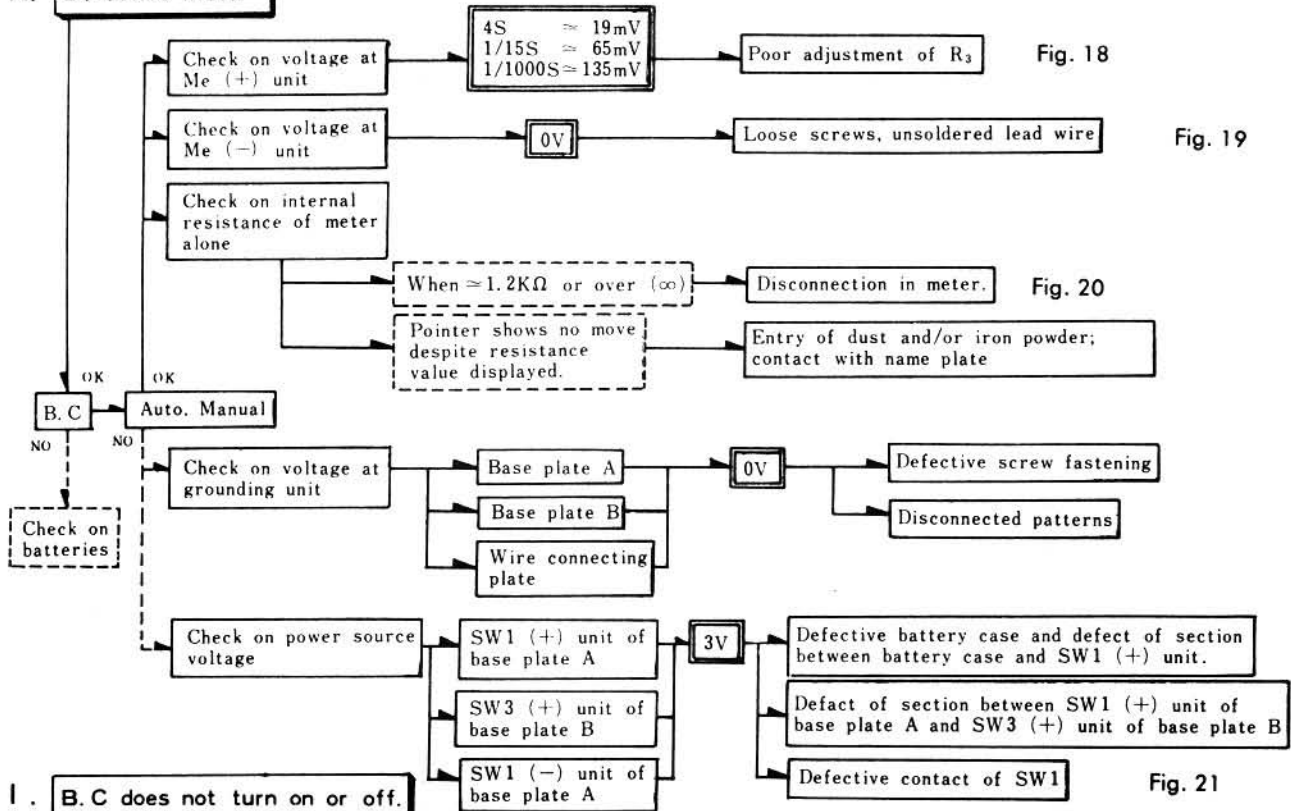 4S ≃ 19mV
1/15S ≃ 65mV
1/1000S≃135mV
Check on voltage at
Me (+) unit
Poor adjustment of R₃
Fig. 18
Check on voltage at
Me (−) unit
0V
Loose screws, unsoldered lead wire
Fig. 19
Check on internal
resistance of meter
alone
When ≃1.2KΩ or over (∞)
Disconnection in meter.
Fig. 20
Pointer shows no move
despite resistance
value displayed.
Entry of dust and/or iron powder;
contact with name plate
OK
OK
B.C
Auto. Manual
NO
NO
Check on
batteries
Check on voltage at
grounding unit
Base plate A
Base plate B
Wire connecting
plate
0V
Defective screw fastening
Disconnected patterns
Check on power source
voltage
SW1 (+) unit of
base plate A
SW3 (+) unit of
base plate B
SW1 (−) unit of
base plate A
3V
Defective battery case and defect of section
between battery case and SW1 (+) unit.
Defact of section between SW1 (+) unit of
base plate A and SW3 (+) unit of base plate B
Defective contact of SW1
Fig. 21
I. B.C does not turn on or off.